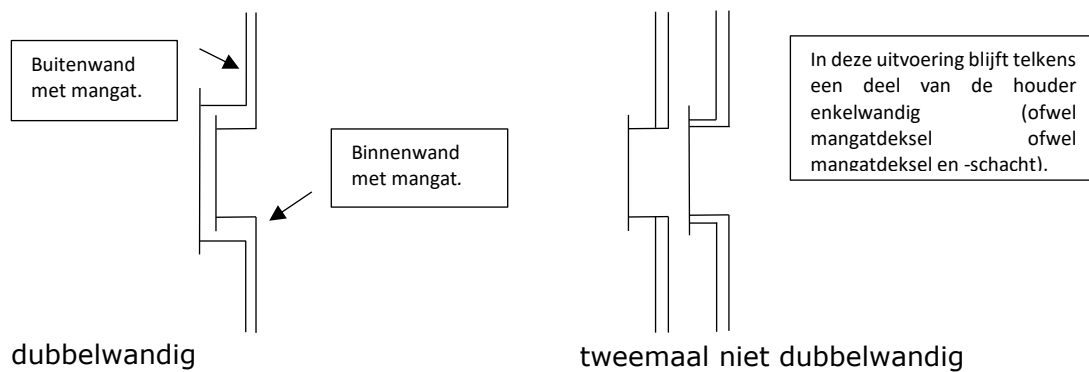 Buitenwand
met mangat.
Binnenwand
met mangat.
In deze uitvoering blijft telkens
een deel van de houder
enkelwandig (ofwel
mangatdeksel ofwel
mangatdeksel en -schacht).
dubbelwandig
tweemaal niet dubbelwandig